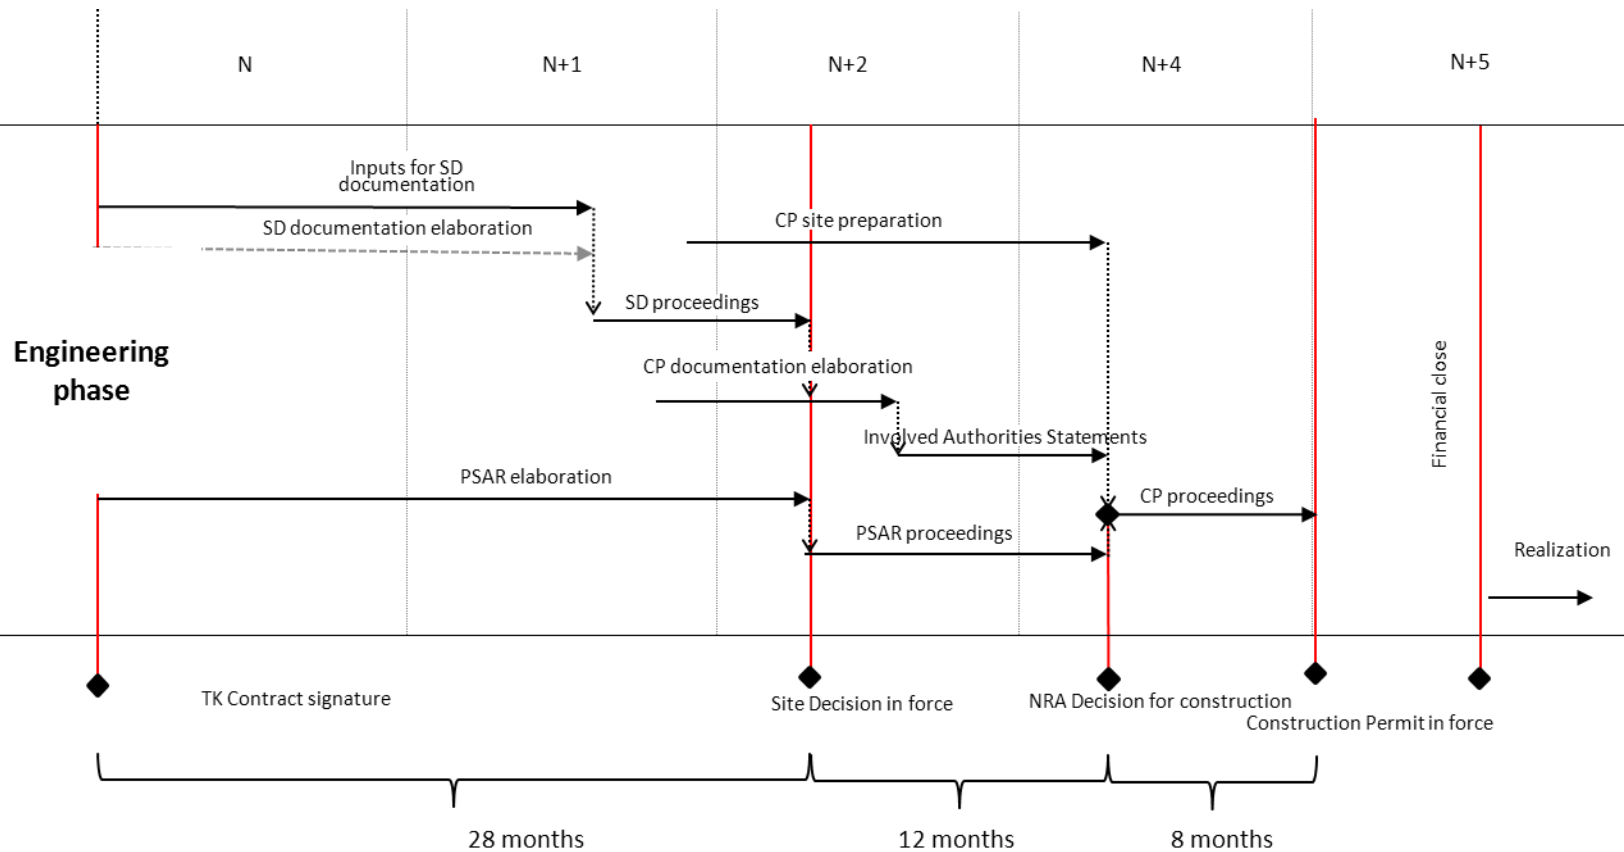 N
N+1
N+2
N+4
N+5
Inputs for SD
documentation
SD documentation elaboration
CP site preparation
SD proceedings
Engineering
phase
CP documentation elaboration
Financial close
Involved Authorities Statements
PSAR elaboration
CP proceedings
PSAR proceedings
Realization
TK Contract signature
Site Decision in force
NRA Decision for construction
Construction Permit in force
28 months
12 months
8 months